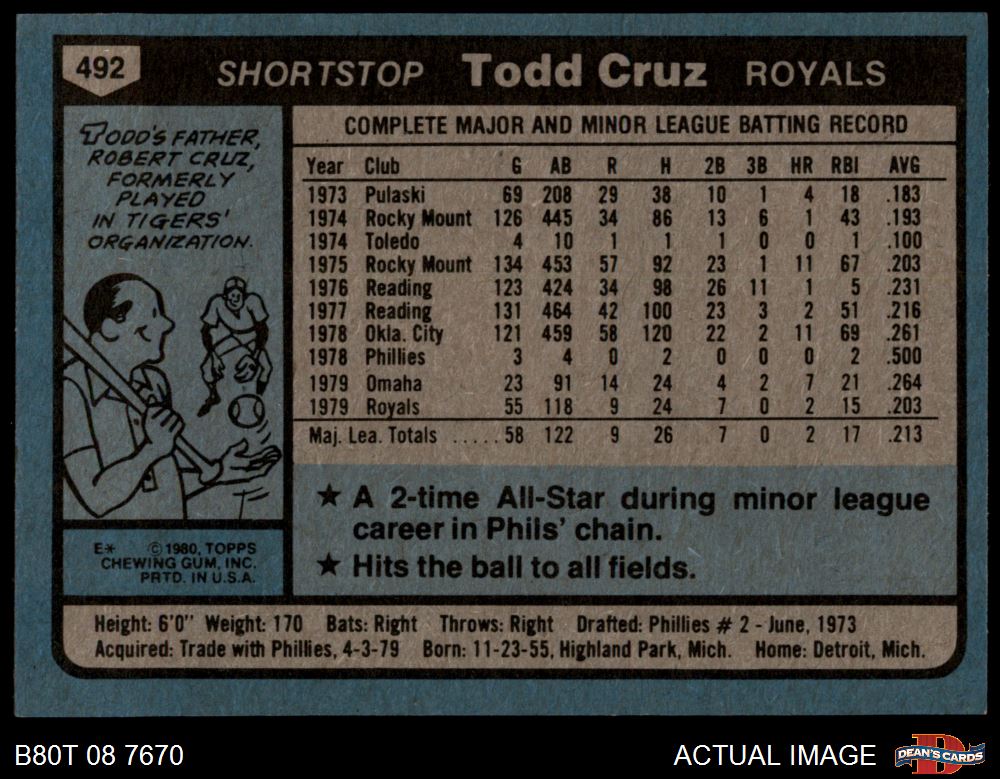 492 SHORTSTOP Todd Cruz ROYALS
TODD'S FATHER,
ROBERT CRUZ,
FORMERLY
PLAYED
IN TIGERS'
ORGANIZATION.
COMPLETE MAJOR AND MINOR LEAGUE BATTING RECORD
Year Club G AB R H 2B 3B HR RBI AVG
1973 Pulaski 69 208 29 38 10 1 4 18 .183
1974 Rocky Mount 126 445 34 86 13 6 1 43 .193
1974 Toledo 4 10 1 1 1 0 0 1 .100
1975 Rocky Mount 134 453 57 92 23 1 11 67 .203
1976 Reading 123 424 34 98 26 11 1 5 .231
1977 Reading 131 464 42 100 23 3 2 51 .216
1978 Okla. City 121 459 58 120 22 2 11 69 .261
1978 Phillies 3 4 0 2 0 0 0 2 .500
1979 Omaha 23 91 14 24 4 2 7 21 .264
1979 Royals 55 118 9 24 7 0 2 15 .203
Maj. Lea. Totals ..... 58 122 9 26 7 0 2 17 .213
★ A 2-time All-Star during minor league
career in Phils' chain.
★ Hits the ball to all fields.
E* © 1980, TOPPS
CHEWING GUM, INC.
PRTD. IN U.S.A.
Height: 6'0" Weight: 170 Bats: Right Throws: Right Drafted: Phillies # 2 - June, 1973
Acquired: Trade with Phillies, 4-3-79 Born: 11-23-55, Highland Park, Mich. Home: Detroit, Mich.
B80T 08 7670 ACTUAL IMAGE DEAN'S CARDS